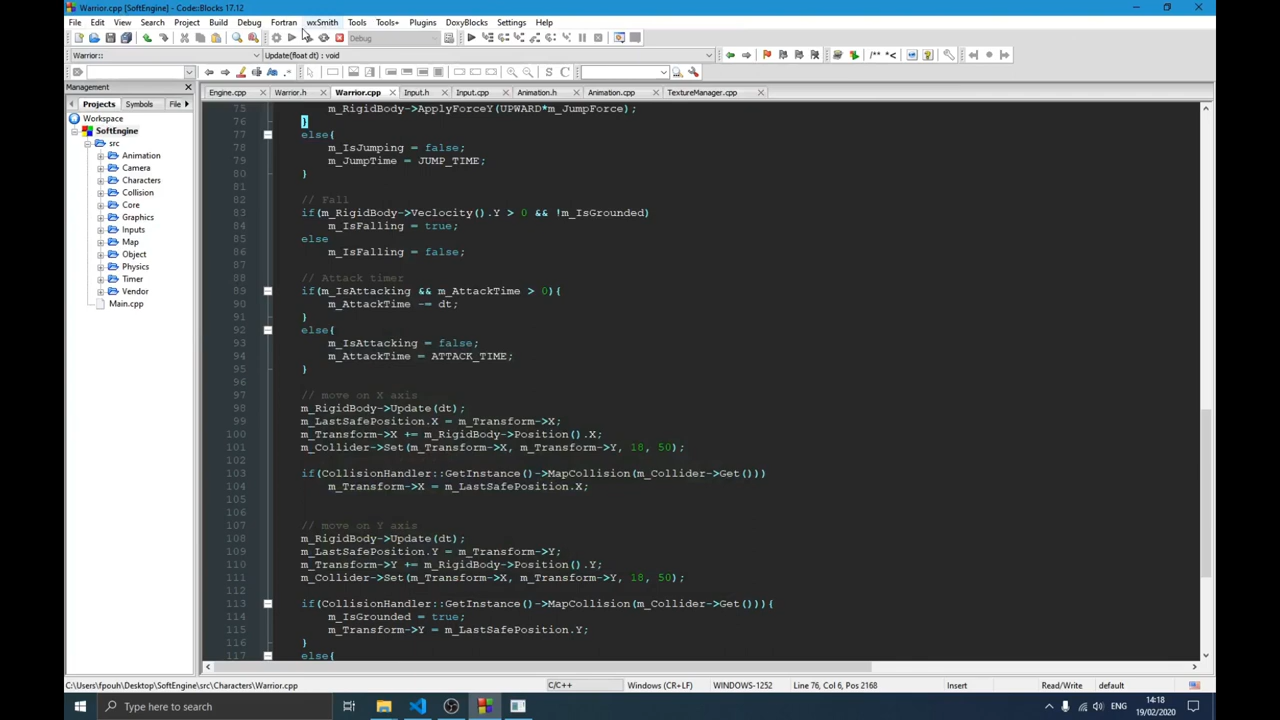 Warrior.cpp [SoftEngine] - Code::Blocks 17.12
File Edit View Search Project Build Debug Fortran wxSmith Tools Tools+ Plugins DoxyBlocks Settings Help
Debug
Warrior:: Update(float dt) : void
/** *<
S C
Management
Projects Symbols File
Workspace
SoftEngine
src
Animation
Camera
Characters
Collision
Core
Graphics
Inputs
Map
Object
Physics
Timer
Vendor
Main.cpp
Engine.cpp Warrior.h Warrior.cpp Input.h Input.cpp Animation.h Animation.cpp TextureManager.cpp
75 m_RigidBody->ApplyForceY(UPWARD*m_JumpForce);
76 }
77 else{
78 m_IsJumping = false;
79 m_JumpTime = JUMP_TIME;
80 }
81
82 // Fall
83 if(m_RigidBody->Veclocity().Y > 0 && !m_IsGrounded)
84 m_IsFalling = true;
85 else
86 m_IsFalling = false;
87
88 // Attack timer
89 if(m_IsAttacking && m_AttackTime > 0){
90 m_AttackTime -= dt;
91 }
92 else{
93 m_IsAttacking = false;
94 m_AttackTime = ATTACK_TIME;
95 }
96
97 // move on X axis
98 m_RigidBody->Update(dt);
99 m_LastSafePosition.X = m_Transform->X;
100 m_Transform->X += m_RigidBody->Position().X;
101 m_Collider->Set(m_Transform->X, m_Transform->Y, 18, 50);
102
103 if(CollisionHandler::GetInstance()->MapCollision(m_Collider->Get()))
104 m_Transform->X = m_LastSafePosition.X;
105
106
107 // move on Y axis
108 m_RigidBody->Update(dt);
109 m_LastSafePosition.Y = m_Transform->Y;
110 m_Transform->Y += m_RigidBody->Position().Y;
111 m_Collider->Set(m_Transform->X, m_Transform->Y, 18, 50);
112
113 if(CollisionHandler::GetInstance()->MapCollision(m_Collider->Get())){
114 m_IsGrounded = true;
115 m_Transform->Y = m_LastSafePosition.Y;
116 }
117 else{
C:\Users\fpouh\Desktop\SoftEngine\src\Characters\Warrior.cpp C/C++ Windows (CR+LF) WINDOWS-1252 Line 76, Col 6, Pos 2168 Insert Read/Write default
Type here to search
ENG
14:18
19/02/2020